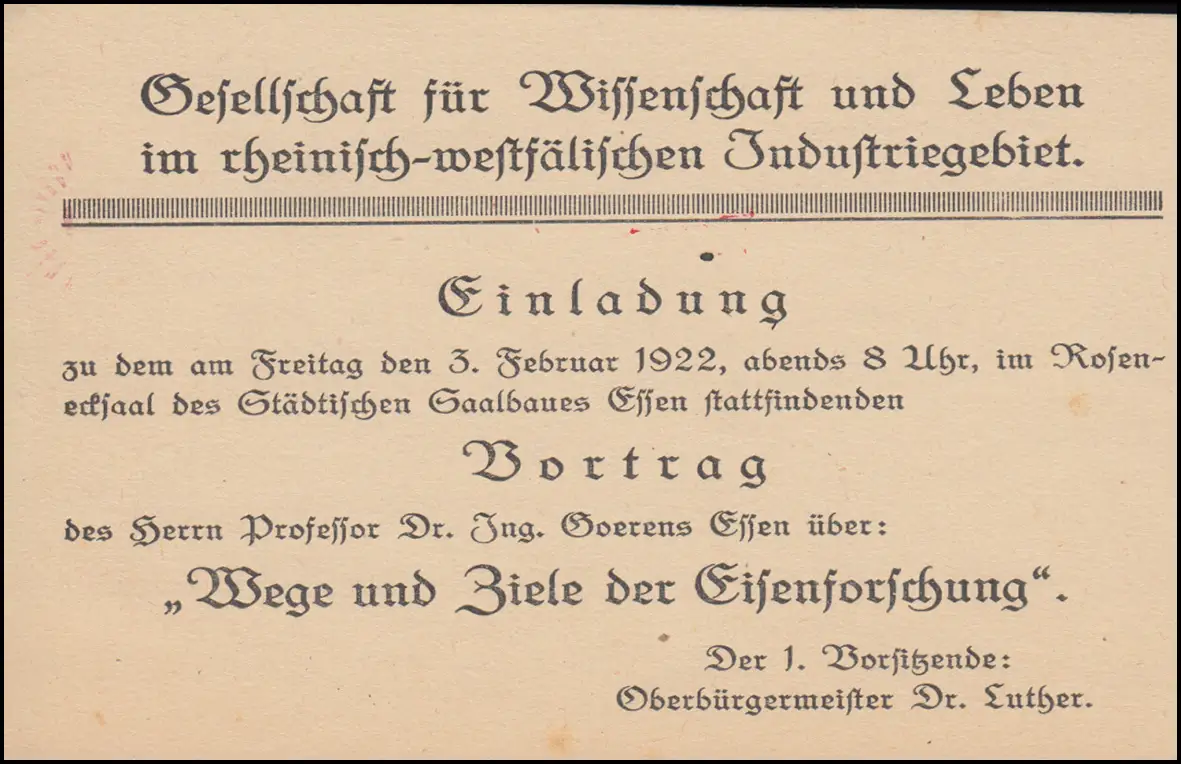 Gesellschaft für Wissenschaft und Leben
im rheinisch-westfälischen Industriegebiet.
Einladung
zu dem am Freitag den 3. Februar 1922, abends 8 Uhr, im Rosen-
ecksaal des Städtischen Saalbaues Essen stattfindenden
Vortrag
des Herrn Professor Dr. Ing. Goerens Essen über:
„Wege und Ziele der Eisenforschung“.
Der 1. Vorsitzende:
Oberbürgermeister Dr. Luther.